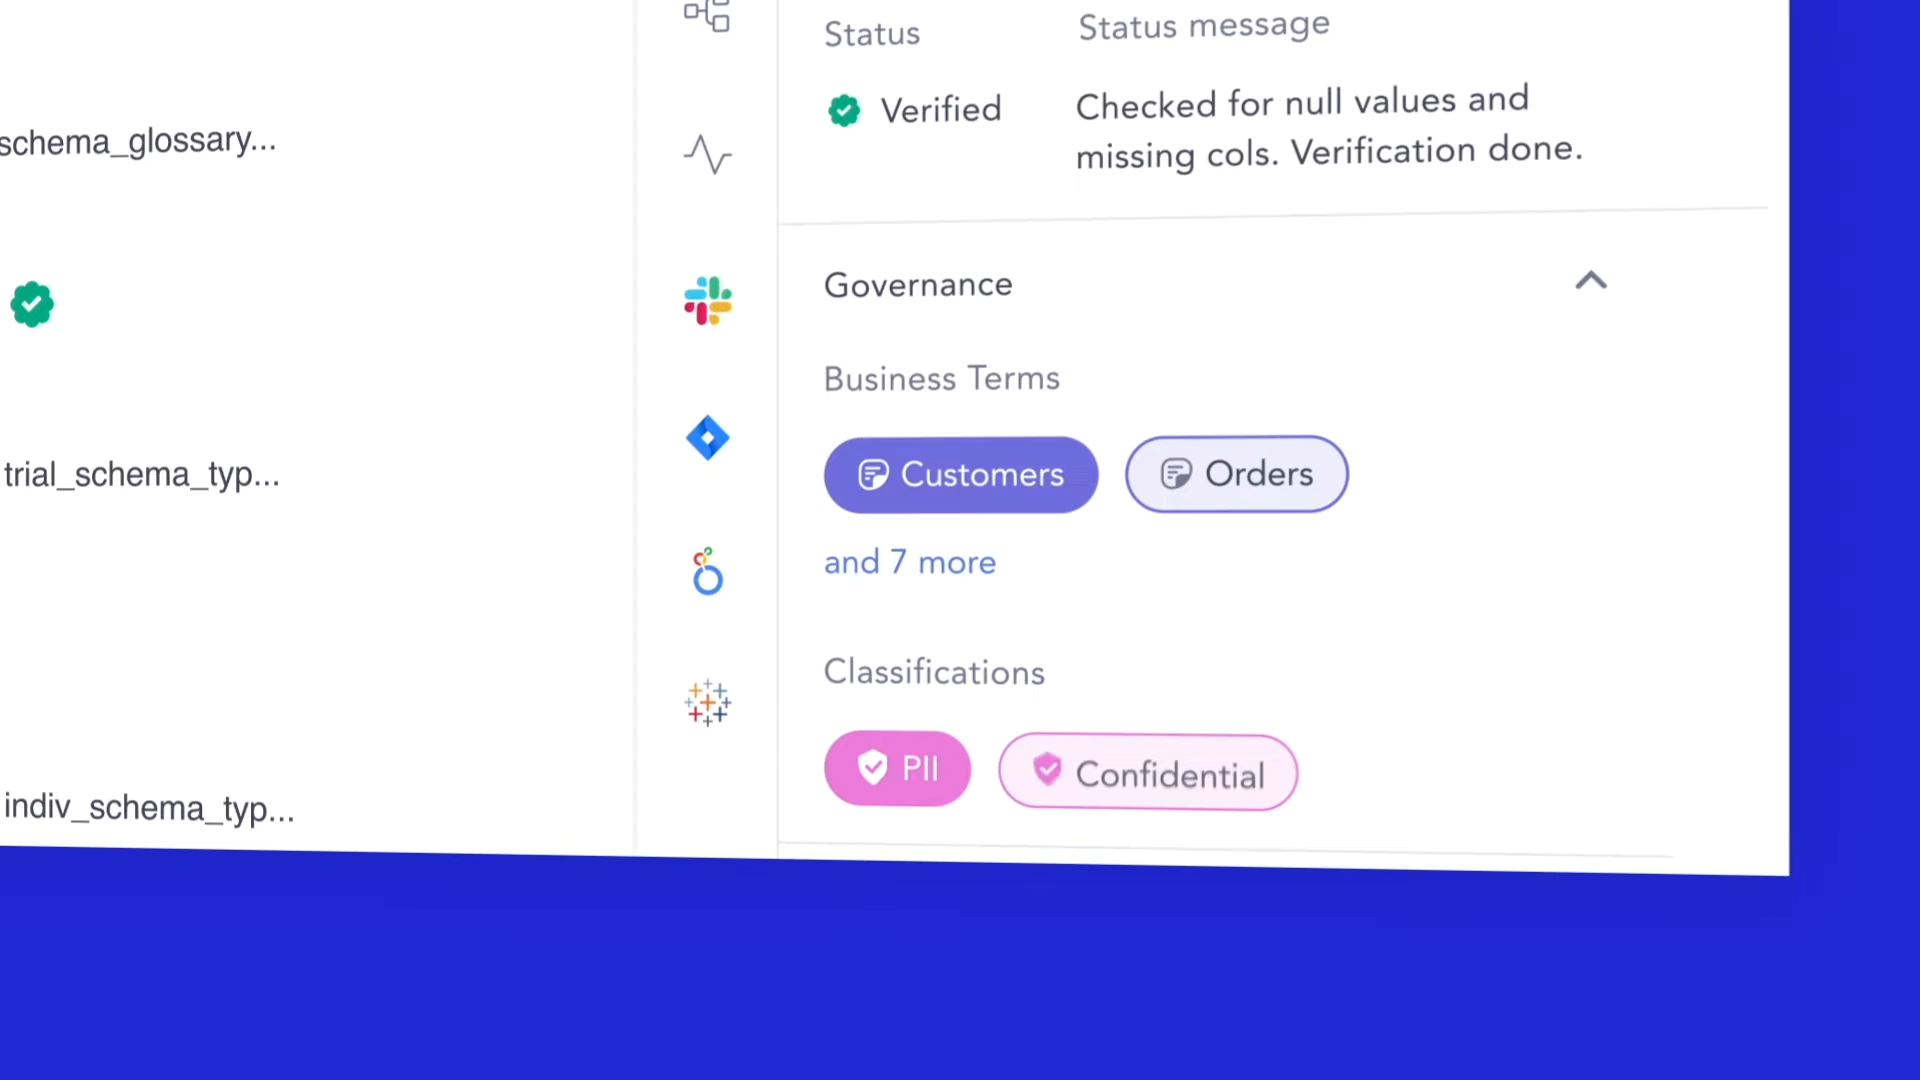 schema_glossary...
trial_schema_typ...
indiv_schema_typ...
Status
Status message
Verified
Checked for null values and
missing cols. Verification done.
Governance
Business Terms
Customers
Orders
and 7 more
Classifications
PII
Confidential